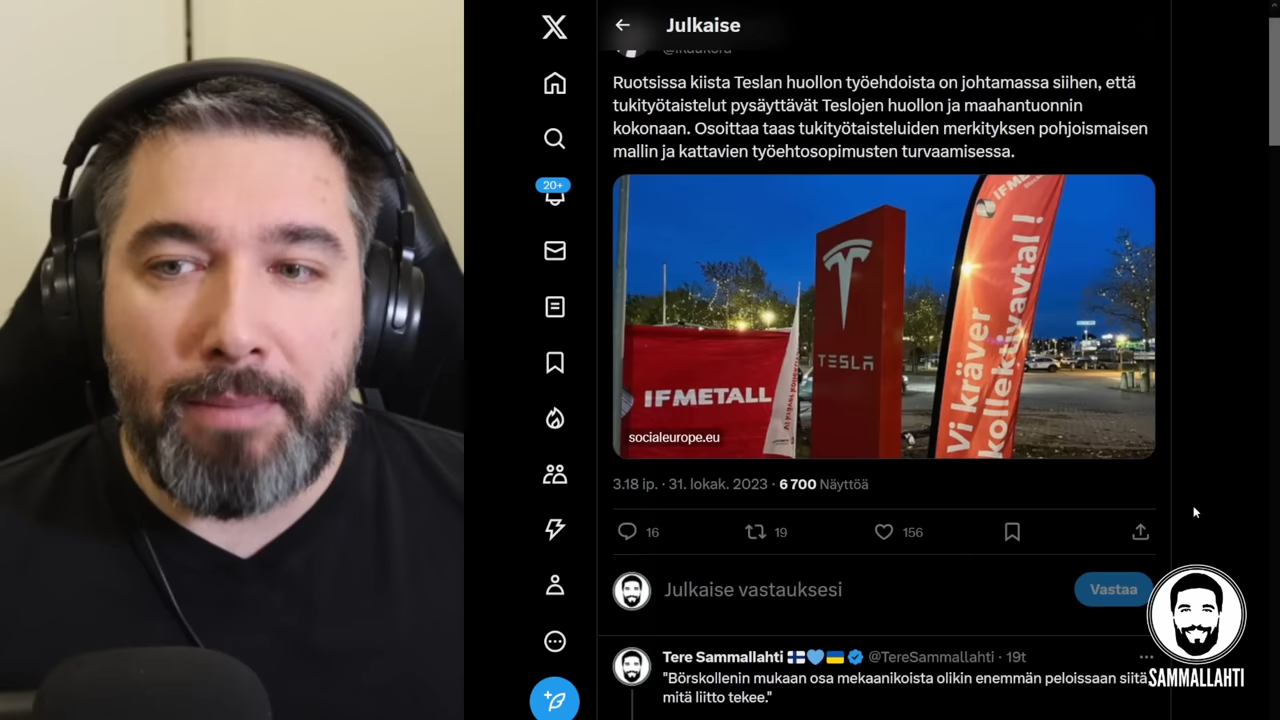 Julkaise
Ruotsissa kiista Teslan huollon työehdoista on johtamassa siihen, että
tukityötaistelut pysäyttävät Teslojen huollon ja maahantuonnin
kokonaan. Osoittaa taas tukityötaisteluiden merkityksen pohjoismaisen
mallin ja kattavien työehtosopimusten turvaamisessa.
20+
IFMETALL
TESLA
Vi kräver
kollektivavtal !
socialeurope.eu
3.18 ip. · 31. lokak. 2023 · 6 700 Näyttöä
16
19
156
Julkaise vastauksesi
Vastaa
Tere Sammallahti @TereSammallahti · 19t
"Börskollenin mukaan osa mekaanikoista olikin enemmän peloissaan siitä
mitä liitto tekee."
SAMMALLAHTI